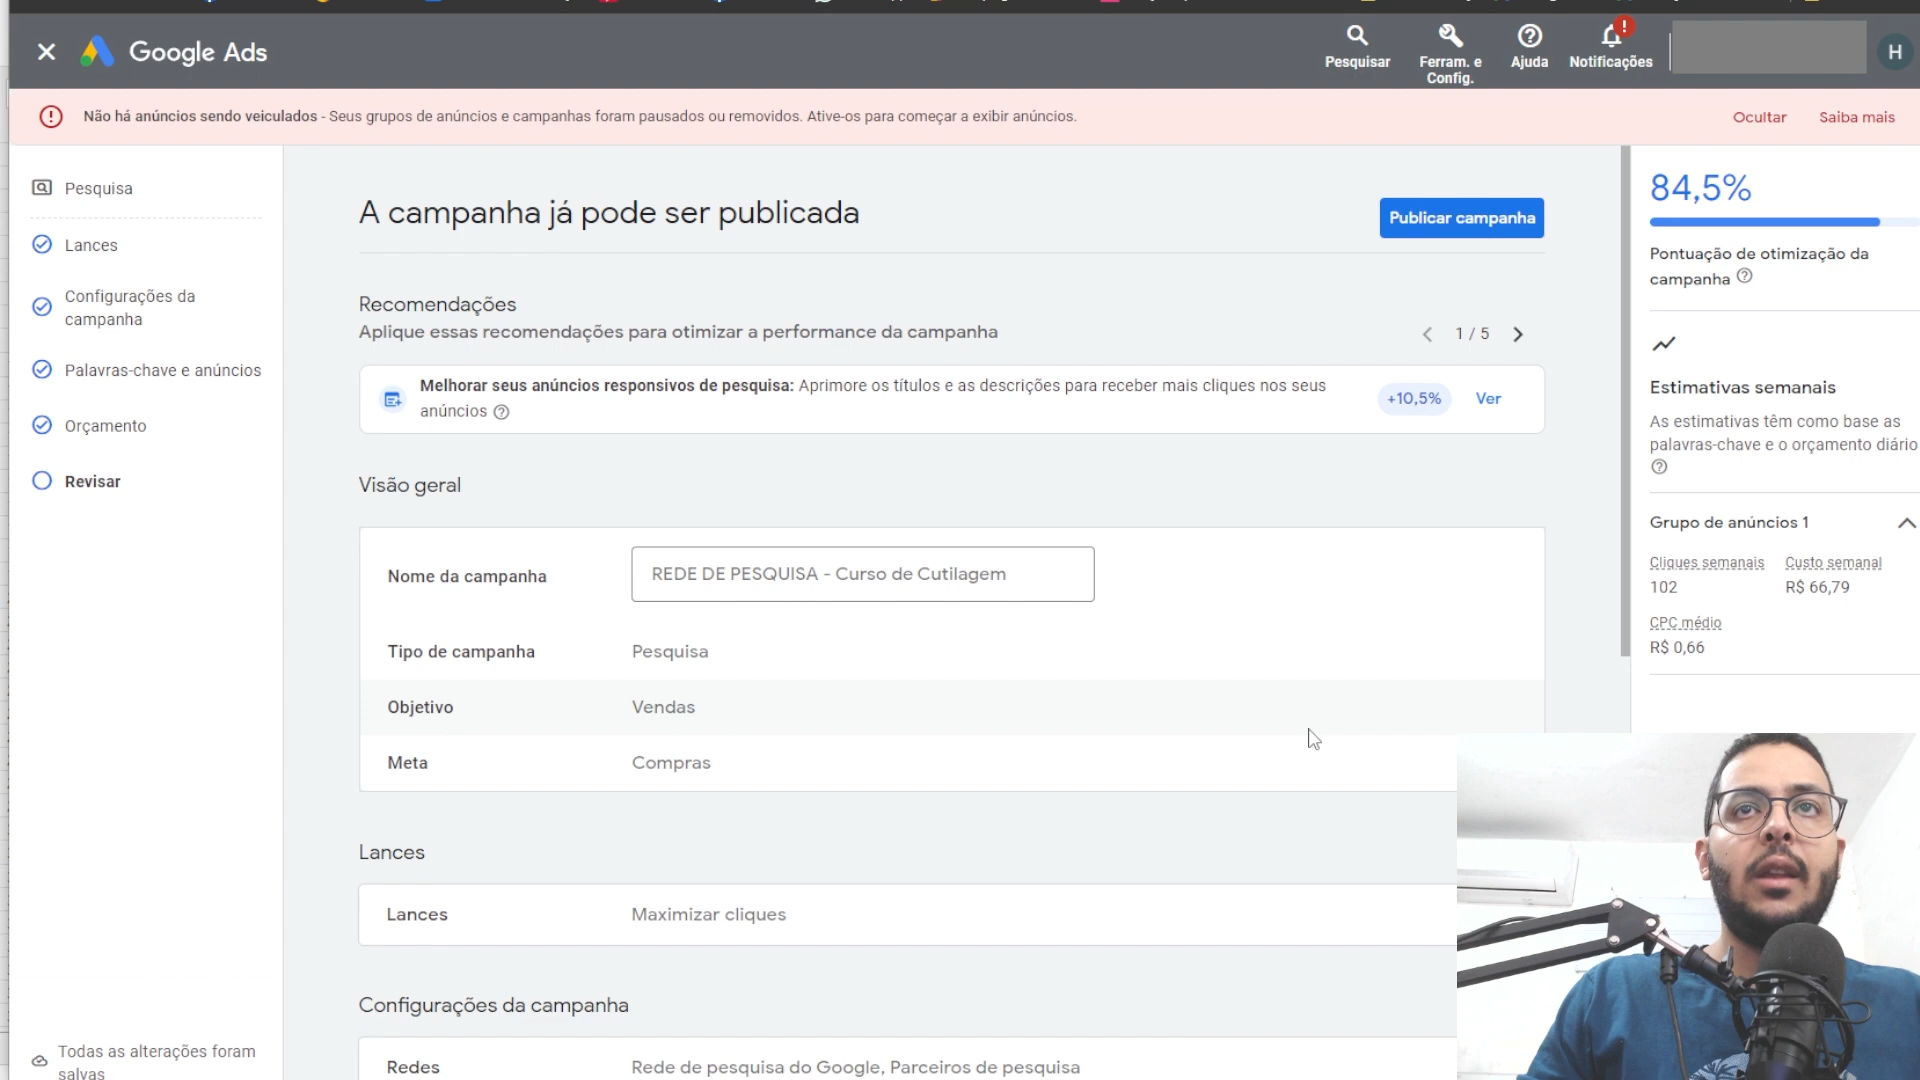 Google Ads
Pesquisar
Ferram. e
Config.
Ajuda
Notificações
H
Não há anúncios sendo veiculados - Seus grupos de anúncios e campanhas foram pausados ou removidos. Ative-os para começar a exibir anúncios.
Ocultar
Saiba mais
Pesquisa
Lances
Configurações da
campanha
Palavras-chave e anúncios
Orçamento
Revisar
Todas as alterações foram
salvas
A campanha já pode ser publicada
Publicar campanha
Recomendações
Aplique essas recomendações para otimizar a performance da campanha
1 / 5
Melhorar seus anúncios responsivos de pesquisa: Aprimore os títulos e as descrições para receber mais cliques nos seus
anúncios
+10,5%
Ver
Visão geral
Nome da campanha
REDE DE PESQUISA - Curso de Cutilagem
Tipo de campanha
Pesquisa
Objetivo
Vendas
Meta
Compras
Lances
Lances
Maximizar cliques
Configurações da campanha
Redes
Rede de pesquisa do Google, Parceiros de pesquisa
84,5%
Pontuação de otimização da
campanha
Estimativas semanais
As estimativas têm como base as
palavras-chave e o orçamento diário
Grupo de anúncios 1
Cliques semanais
102
Custo semanal
R$ 66,79
CPC médio
R$ 0,66